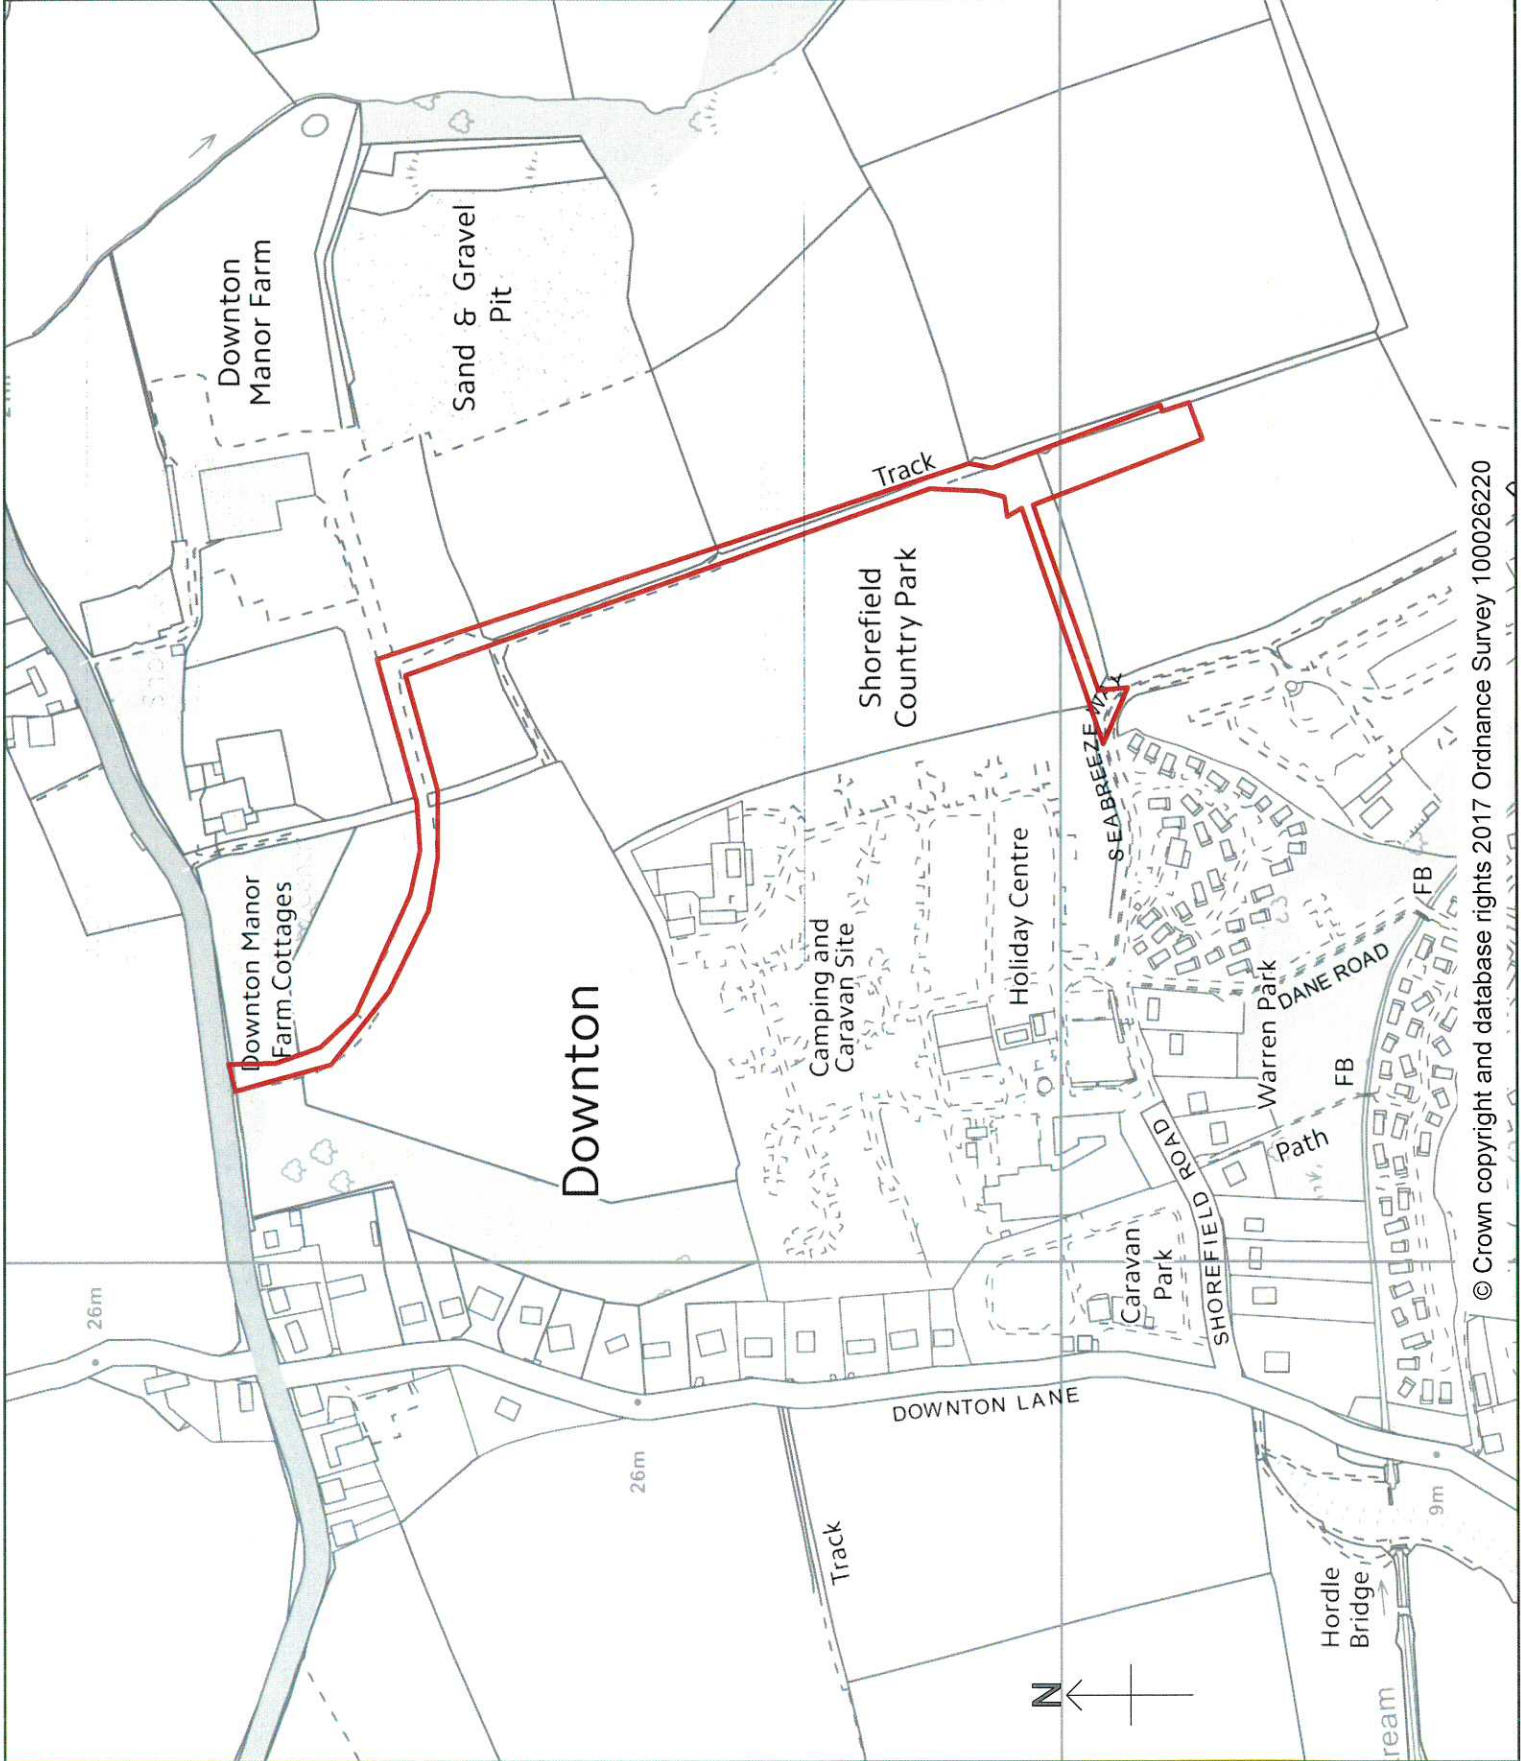 Downton
Manor Farm
Sand & Gravel
Pit
Downton Manor
Farm Cottages
Track
Shorefield
Country Park
Downton
SEABREEZE WAY
Camping and
Caravan Site
Holiday Centre
Warren Park
DANE ROAD
FB
FB
Path
SHOREFIELD ROAD
Caravan
Park
26m
DOWNTON LANE
26m
Track
9m
Hordle
Bridge
N
© Crown copyright and database rights 2017 Ordnance Survey 100026220